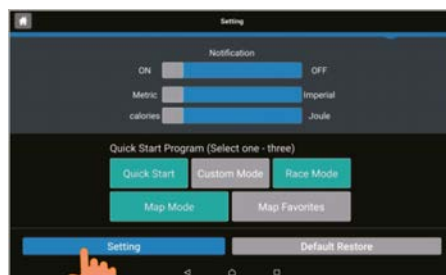 Setting
Notification
ON OFF
Metric Imperial
calories Joule
Quick Start Program (Select one - three)
Quick Start Custom Mode Race Mode
Map Mode Map Favorites
Setting Default Restore